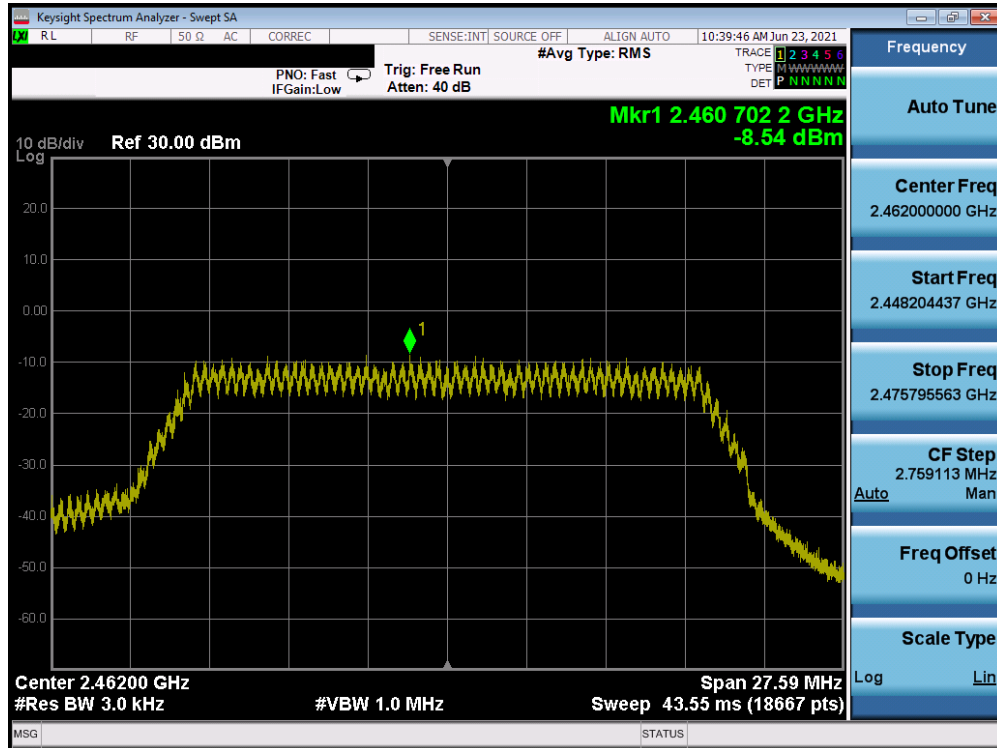 Keysight Spectrum Analyzer - Swept SA
LXI RL RF 50 Ω AC CORREC SENSE:INT SOURCE OFF ALIGN AUTO 10:39:46 AM Jun 23, 2021
#Avg Type: RMS
TRACE 1 2 3 4 5 6
TYPE M W W W W W
DET P N N N N N
PNO: Fast
IFGain:Low
Trig: Free Run
Atten: 40 dB
Mkr1 2.460 702 2 GHz
-8.54 dBm
10 dB/div Ref 30.00 dBm
Log
20.0
10.0
0.00
1
-10.0
-20.0
-30.0
-40.0
-50.0
-60.0
Center 2.46200 GHz Span 27.59 MHz
#Res BW 3.0 kHz #VBW 1.0 MHz Sweep 43.55 ms (18667 pts)
MSG STATUS
Frequency
Auto Tune
Center Freq
2.462000000 GHz
Start Freq
2.448204437 GHz
Stop Freq
2.475795563 GHz
CF Step
2.759113 MHz
Auto Man
Freq Offset
0 Hz
Scale Type
Log Lin